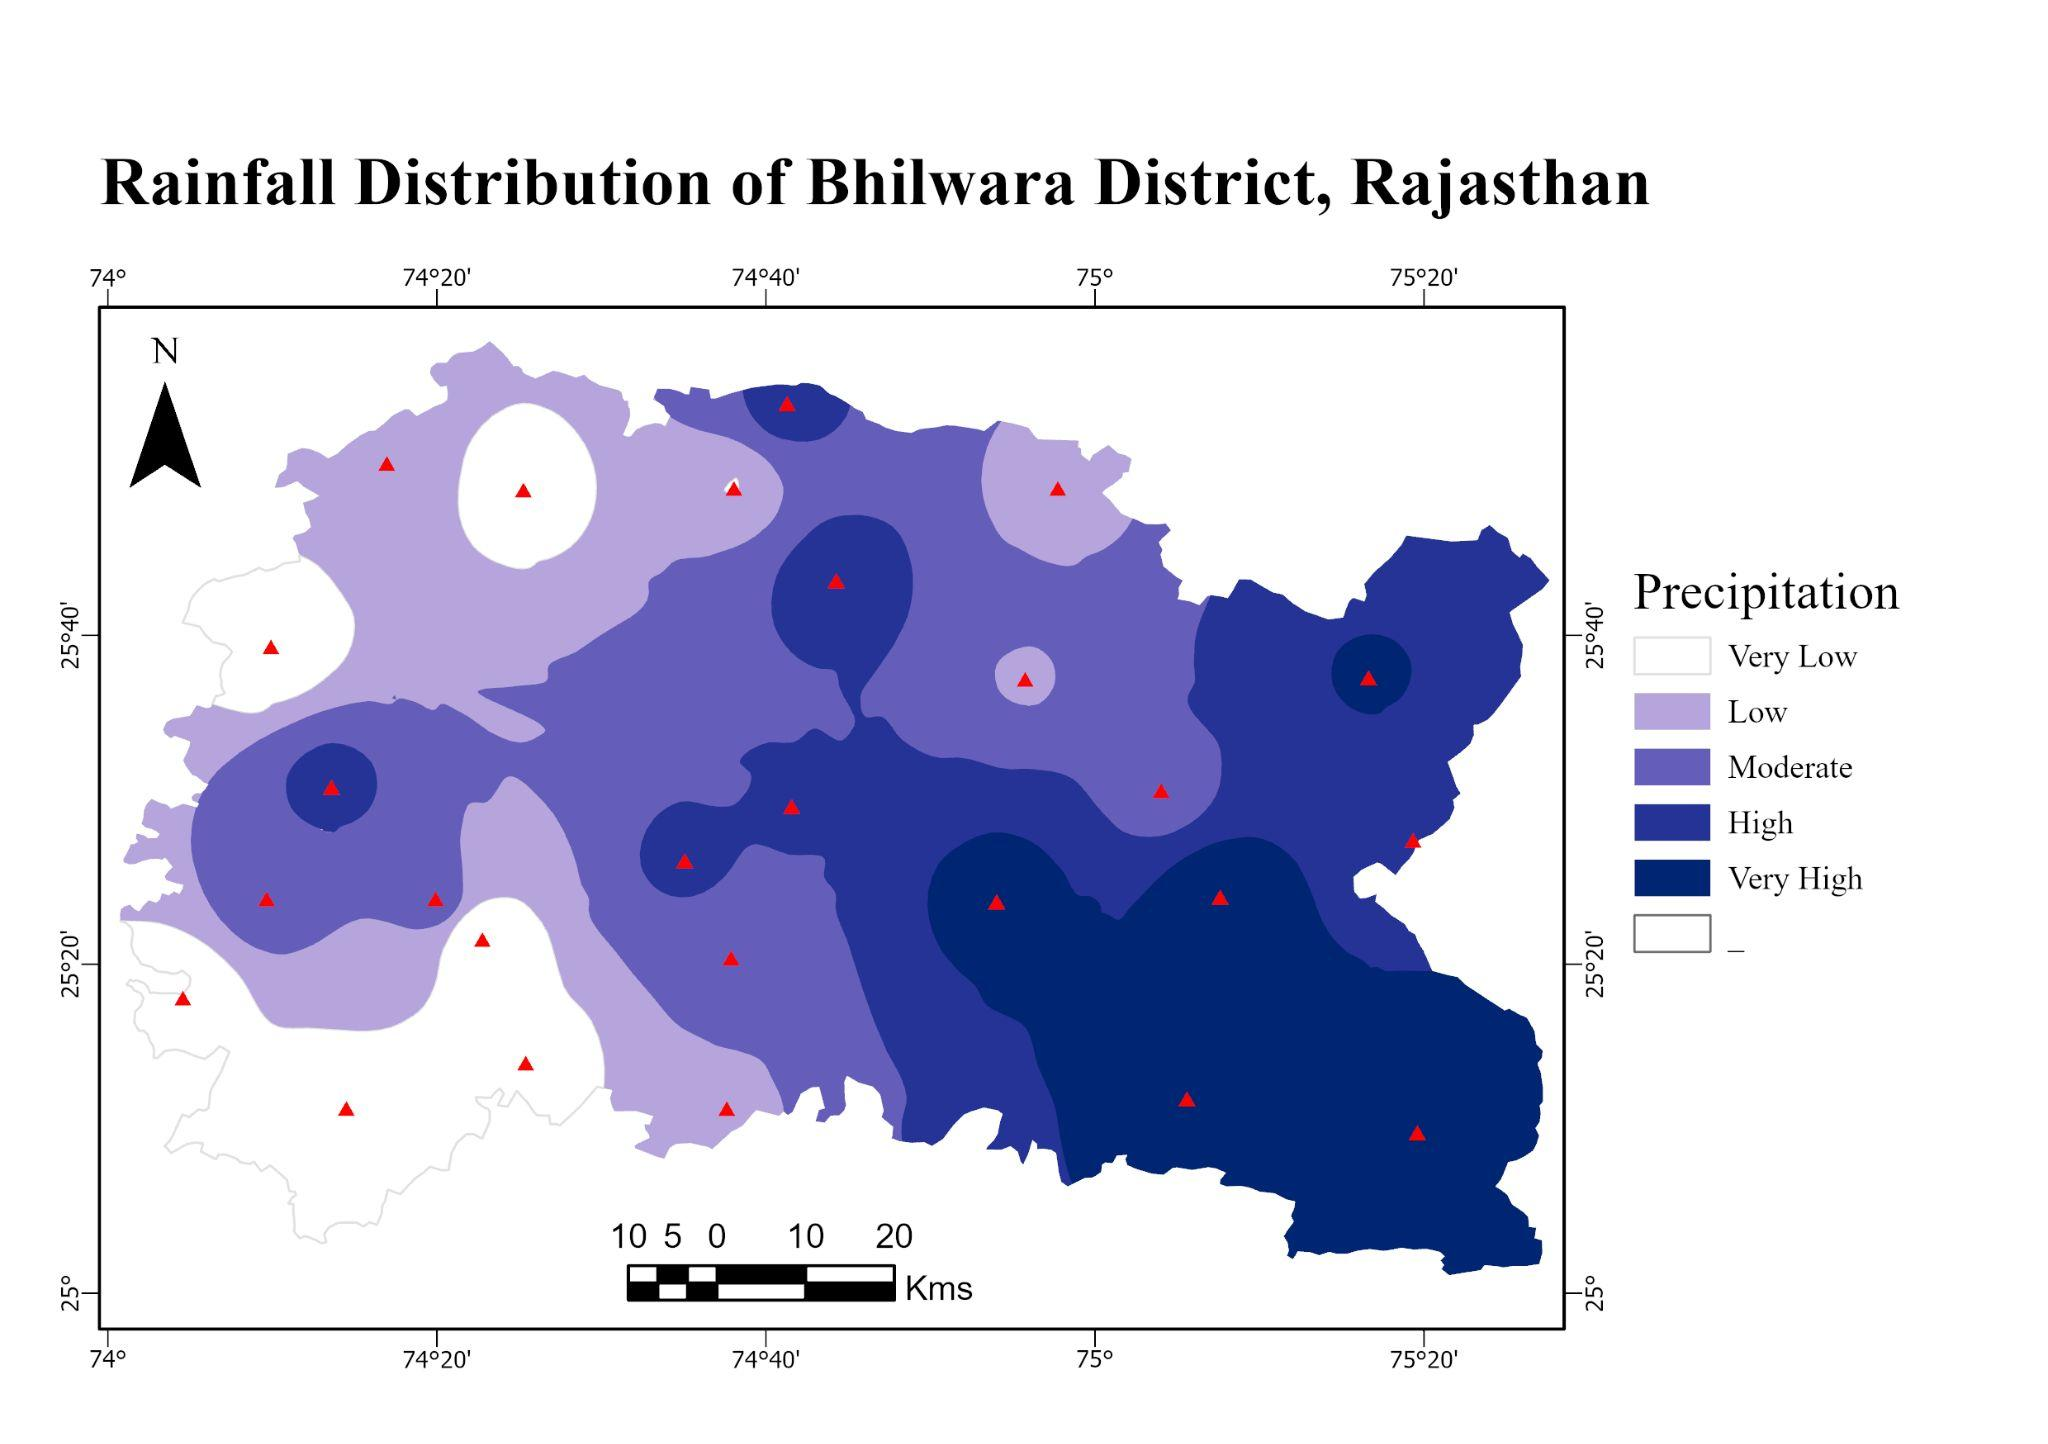 Rainfall Distribution of Bhilwara District, Rajasthan
74° 74°20' 74°40' 75° 75°20'
N
25°40' 25°40'
25°20' 25°20'
25° 25°
Precipitation
Very Low
Low
Moderate
High
Very High
_
10 5 0 10 20
Kms
74° 74°20' 74°40' 75° 75°20'